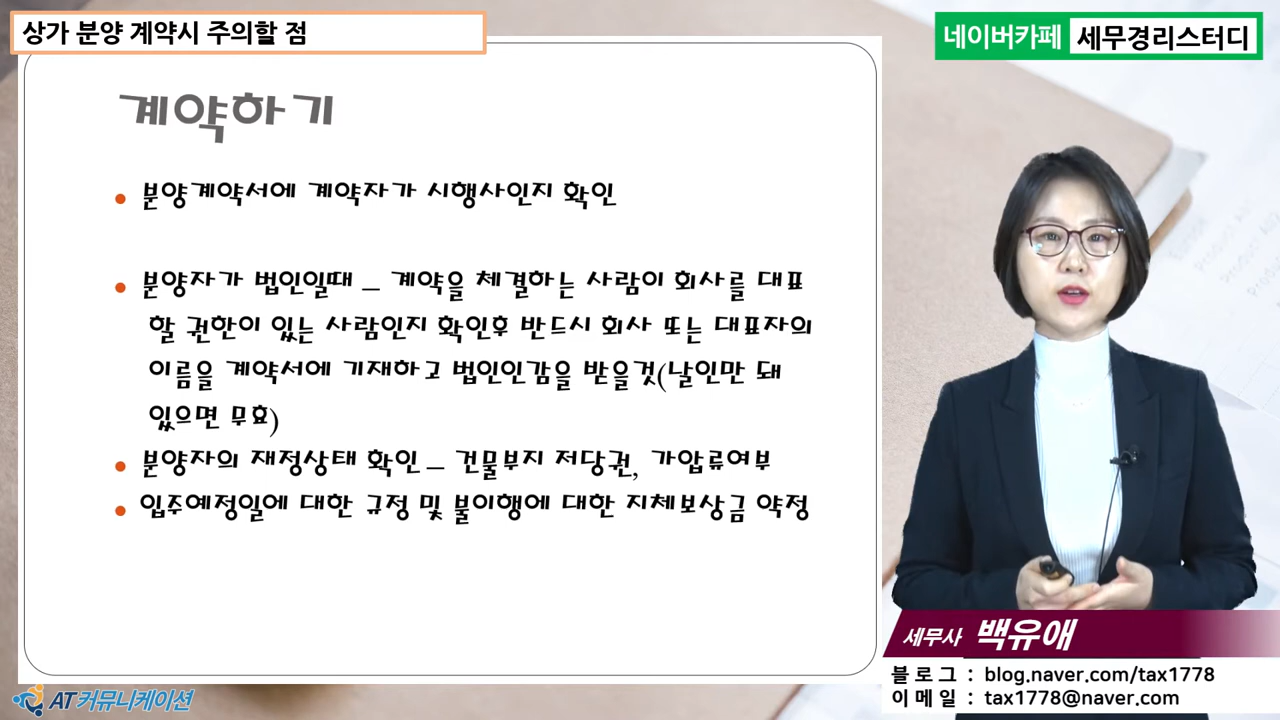 상가 분양 계약시 주의할 점
네이버카페 세무경리스터디
계약하기
• 분양계약서에 계약자가 시행사인지 확인
• 분양자가 법인일때 – 계약을 체결하는 사람이 회사를 대표
할 권한이 있는 사람인지 확인후 반드시 회사 또는 대표자의
이름을 계약서에 기재하고 법인인감을 받을것(날인만 돼
있으면 무효)
• 분양자의 재정상태 확인 – 건물부지 저당권, 가압류여부
• 입주예정일에 대한 규정 및 불이행에 대한 지체보상금 약정
세무사 백유애
블로그 : blog.naver.com/tax1778
이메일 : tax1778@naver.com
AT커뮤니케이션